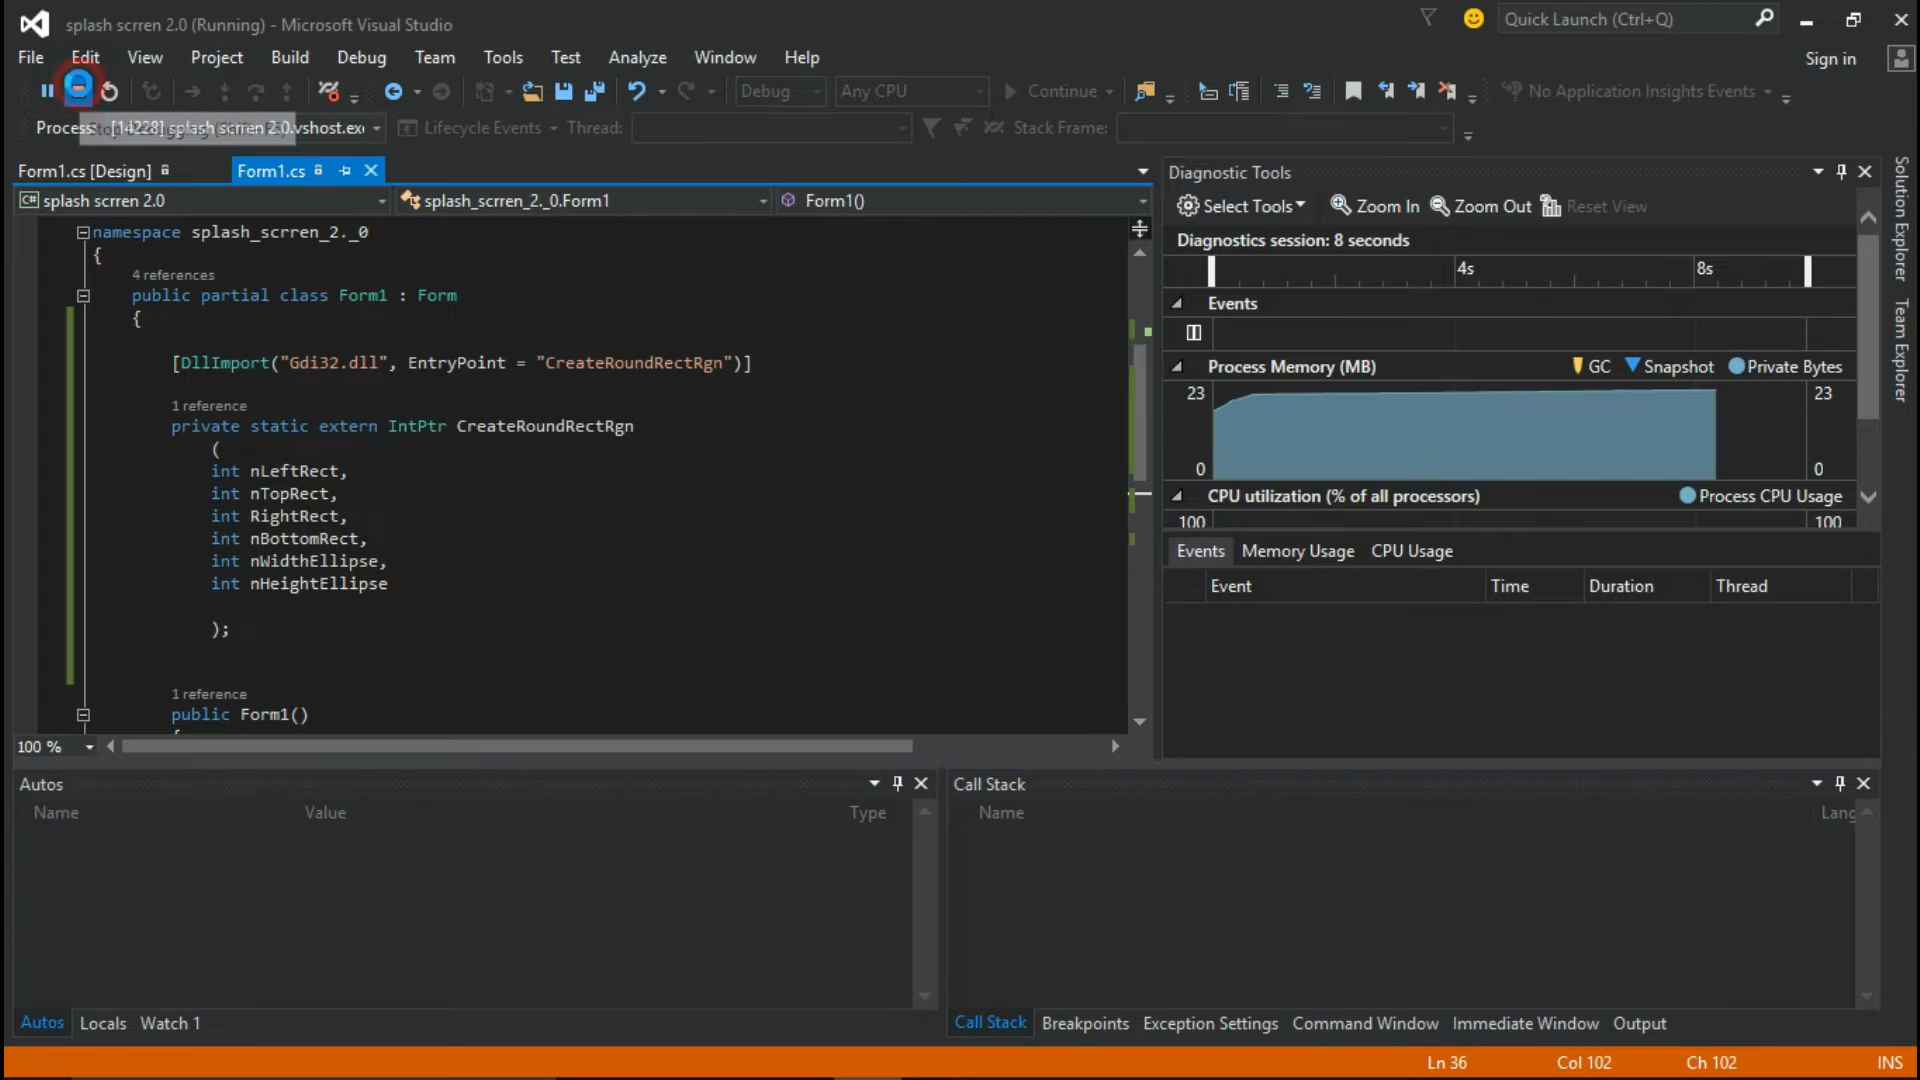 splash scrren 2.0 (Running) - Microsoft Visual Studio
Quick Launch (Ctrl+Q)
File Edit View Project Build Debug Team Tools Test Analyze Window Help
Sign in
Debug Any CPU Continue No Application Insights Events
Process: [14228] splash scrren 2.0.vshost.ex Lifecycle Events Thread: Stack Frame:
Form1.cs [Design] Form1.cs
C# splash scrren 2.0 splash_scrren_2._0.Form1 Form1()
namespace splash_scrren_2._0
{
4 references
public partial class Form1 : Form
{
[DllImport("Gdi32.dll", EntryPoint = "CreateRoundRectRgn")]
1 reference
private static extern IntPtr CreateRoundRectRgn
(
int nLeftRect,
int nTopRect,
int RightRect,
int nBottomRect,
int nWidthEllipse,
int nHeightEllipse
);
1 reference
public Form1()
{
100 %
Diagnostic Tools
Select Tools Zoom In Zoom Out Reset View
Diagnostics session: 8 seconds
4s 8s
Events
Process Memory (MB) GC Snapshot Private Bytes
23 23
0 0
CPU utilization (% of all processors) Process CPU Usage
100 100
Events Memory Usage CPU Usage
Event Time Duration Thread
Solution Explorer
Team Explorer
Autos
Name Value Type
Autos Locals Watch 1
Call Stack
Name Lang
Call Stack Breakpoints Exception Settings Command Window Immediate Window Output
Ln 36 Col 102 Ch 102 INS